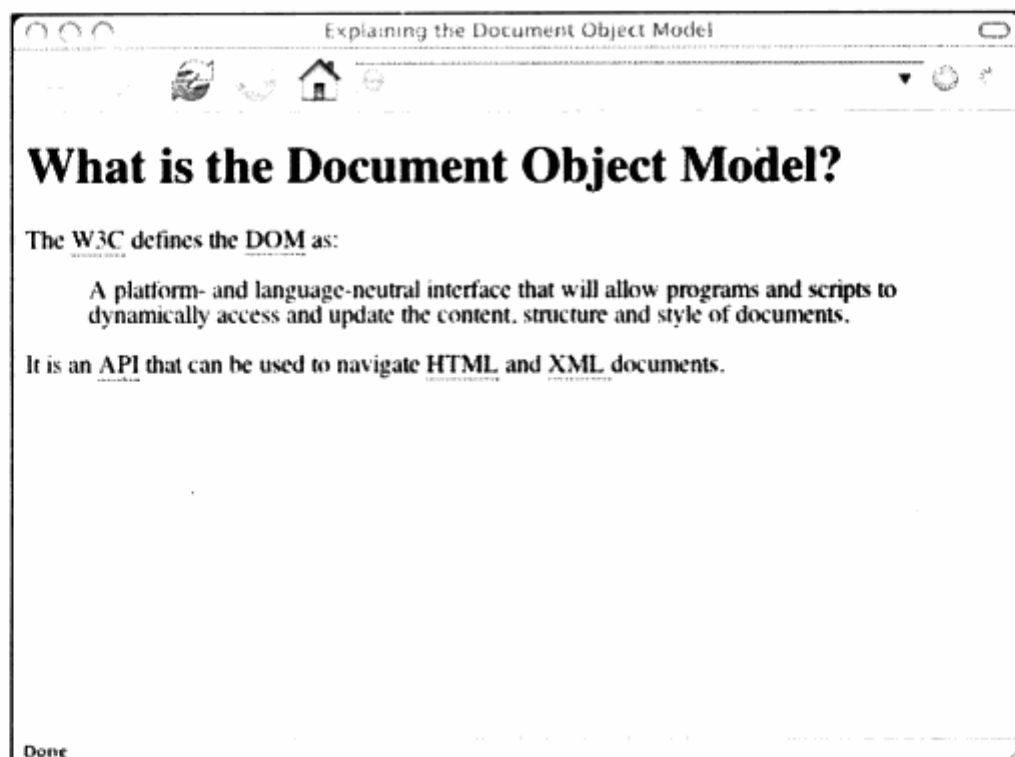 Explaining the Document Object Model
What is the Document Object Model?
The W3C defines the DOM as:
A platform- and language-neutral interface that will allow programs and scripts to
dynamically access and update the content, structure and style of documents.
It is an API that can be used to navigate HTML and XML documents.
Done